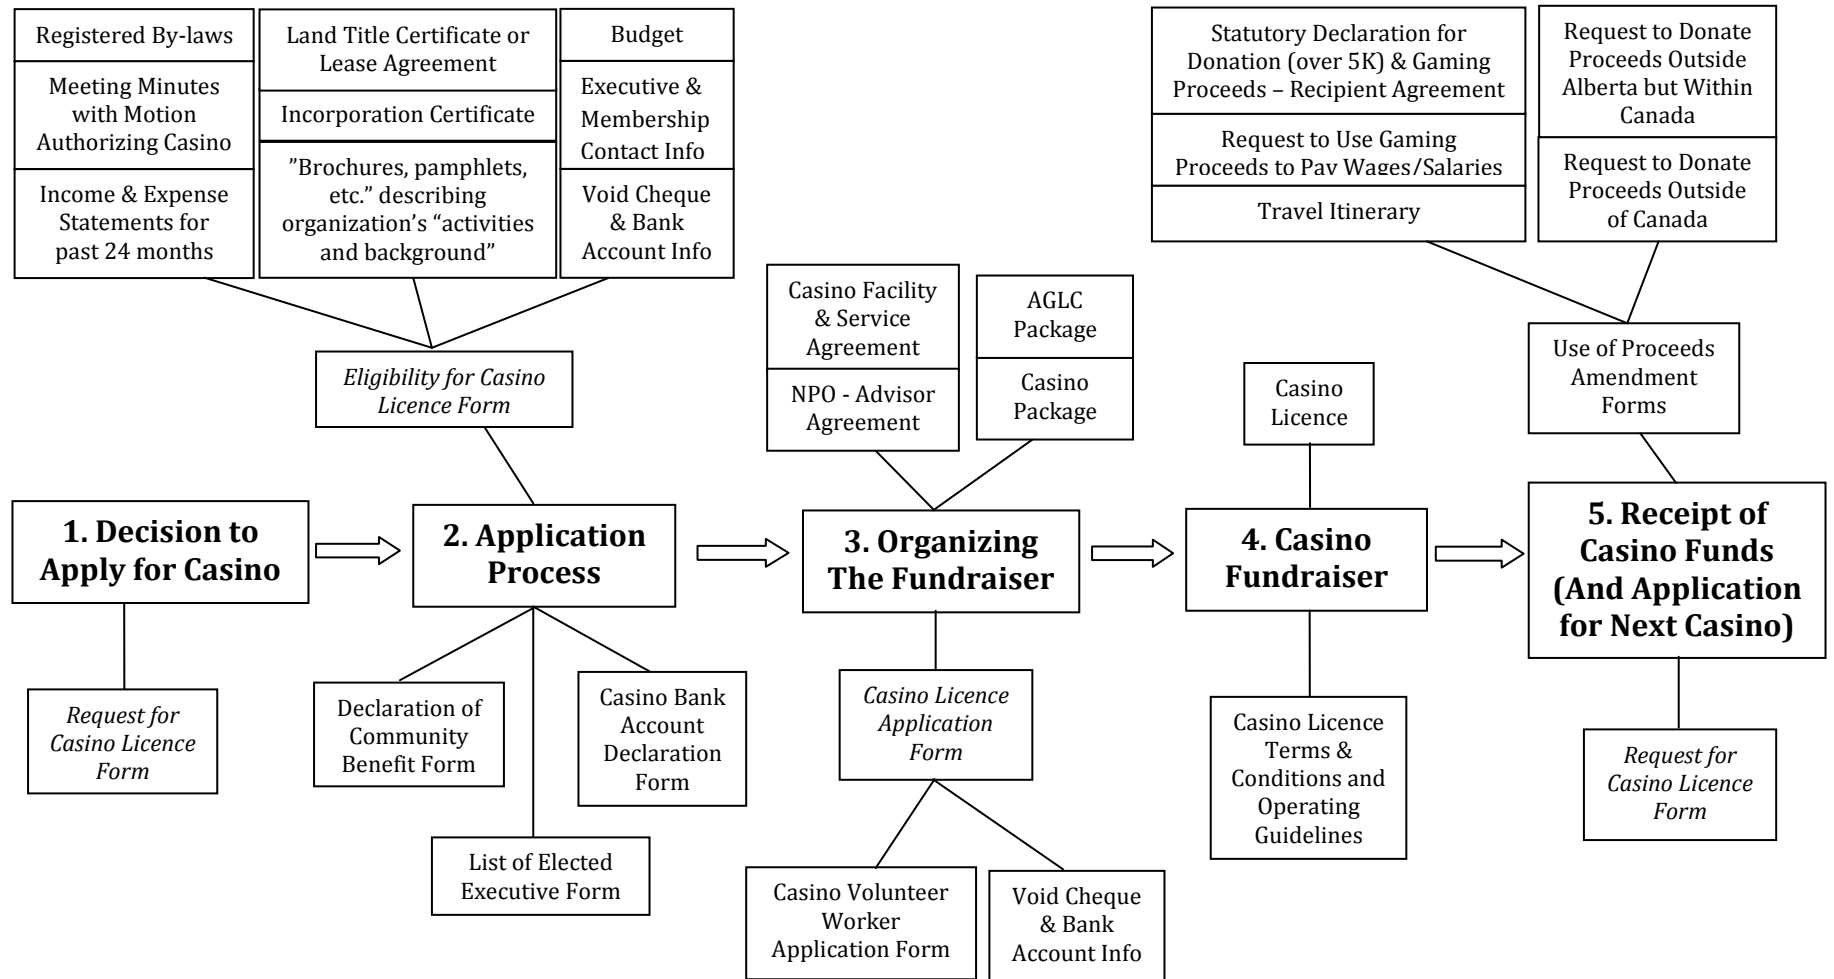 Registered By-laws
Meeting Minutes
with Motion
Authorizing Casino
Income & Expense
Statements for
past 24 months
Land Title Certificate or
Lease Agreement
Incorporation Certificate
”Brochures, pamphlets,
etc.” describing
organization’s “activities
and background”
Budget
Executive &
Membership
Contact Info
Void Cheque
& Bank
Account Info
Eligibility for Casino
Licence Form
Casino Facility
& Service
Agreement
NPO - Advisor
Agreement
AGLC
Package
Casino
Package
Casino
Licence
Statutory Declaration for
Donation (over 5K) & Gaming
Proceeds – Recipient Agreement
Request to Use Gaming
Proceeds to Pay Wages/Salaries
Travel Itinerary
Request to Donate
Proceeds Outside
Alberta but Within
Canada
Request to Donate
Proceeds Outside
of Canada
Use of Proceeds
Amendment
Forms
1. Decision to
Apply for Casino
2. Application
Process
3. Organizing
The Fundraiser
4. Casino
Fundraiser
5. Receipt of
Casino Funds
(And Application
for Next Casino)
Request for
Casino Licence
Form
Declaration of
Community
Benefit Form
List of Elected
Executive Form
Casino Bank
Account
Declaration
Form
Casino Licence
Application
Form
Casino Volunteer
Worker
Application Form
Void Cheque
& Bank
Account Info
Casino Licence
Terms &
Conditions and
Operating
Guidelines
Request for
Casino Licence
Form